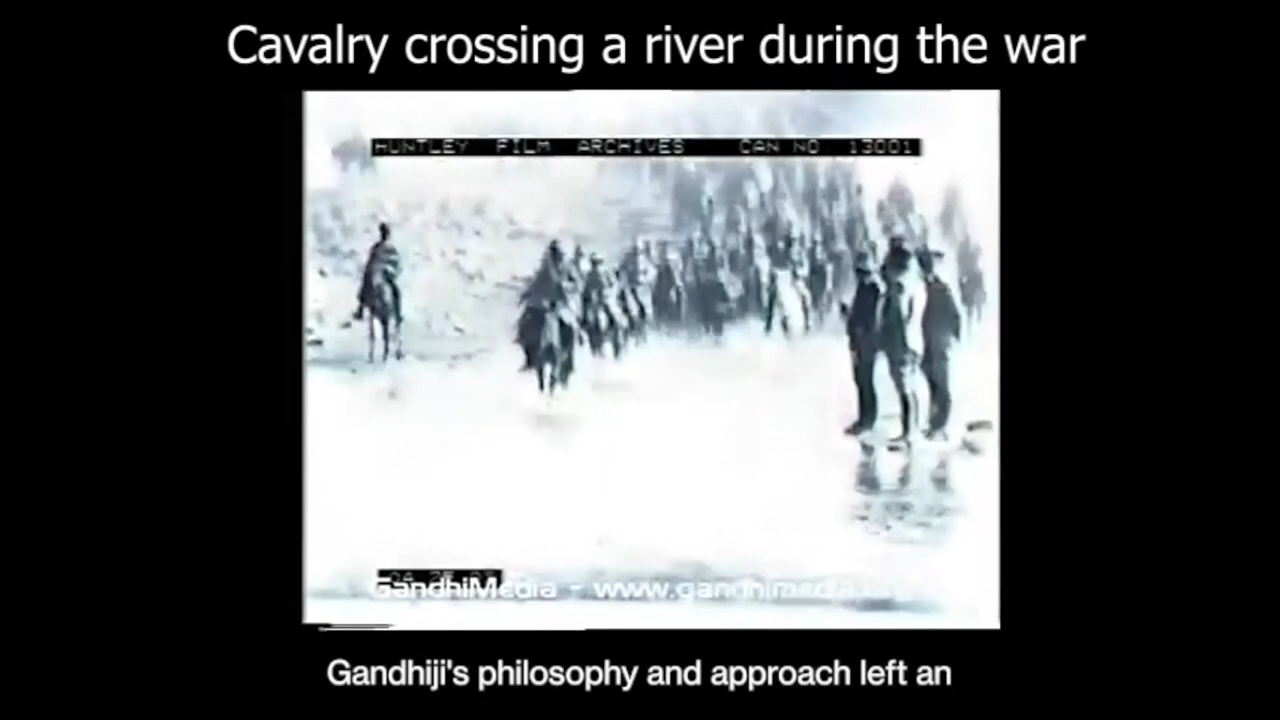 Cavalry crossing a river during the war
HUNTLEY FILM ARCHIVES CAN NO. 13001
GandhiMedia - www.gandhimedia.
Gandhiji's philosophy and approach left an